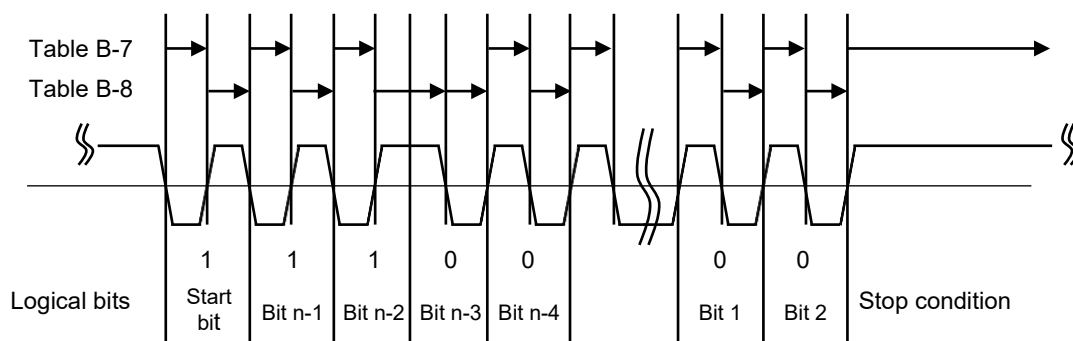 Table B-7
Table B-8
1 1 1 0 0 0 0
Logical bits Start bit Bit n-1 Bit n-2 Bit n-3 Bit n-4 Bit 1 Bit 2 Stop condition